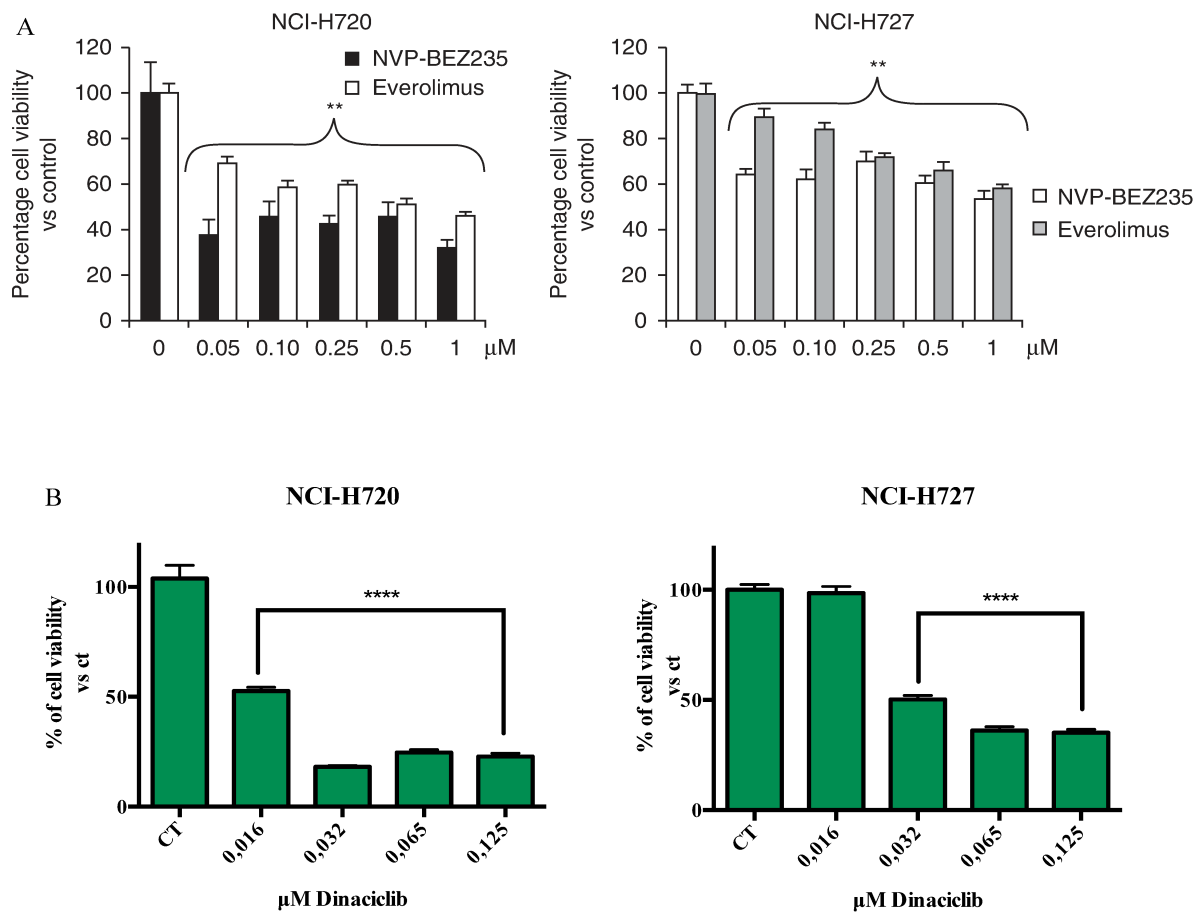 A
NCI-H720
NVP-BEZ235
Everolimus
Percentage cell viability
vs control
120
100
80
60
40
20
0
**
0 0.05 0.10 0.25 0.5 1 μM
NCI-H727
NVP-BEZ235
Everolimus
Percentage cell viability
vs control
120
100
80
60
40
20
0
**
0 0.05 0.10 0.25 0.5 1 μM
B
NCI-H720
% of cell viability
vs ct
100
50
0
****
CT 0,016 0,032 0,065 0,125
μM Dinaciclib
NCI-H727
% of cell viability
vs ct
100
50
0
****
CT 0,016 0,032 0,065 0,125
μM Dinaciclib